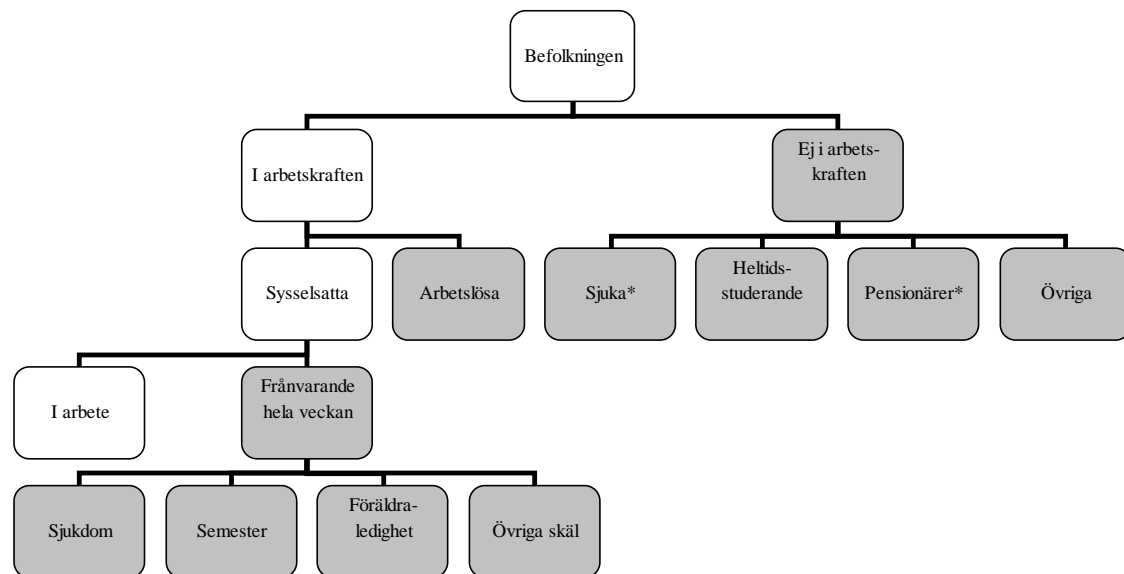 Befolkningen
I arbetskraften
Ej i arbets-
kraften
Sysselsatta
Arbetslösa
Sjuka*
Heltids-
studerande
Pensionärer*
Övriga
I arbete
Frånvarande
hela veckan
Sjukdom
Semester
Föräldra-
ledighet
Övriga skäl